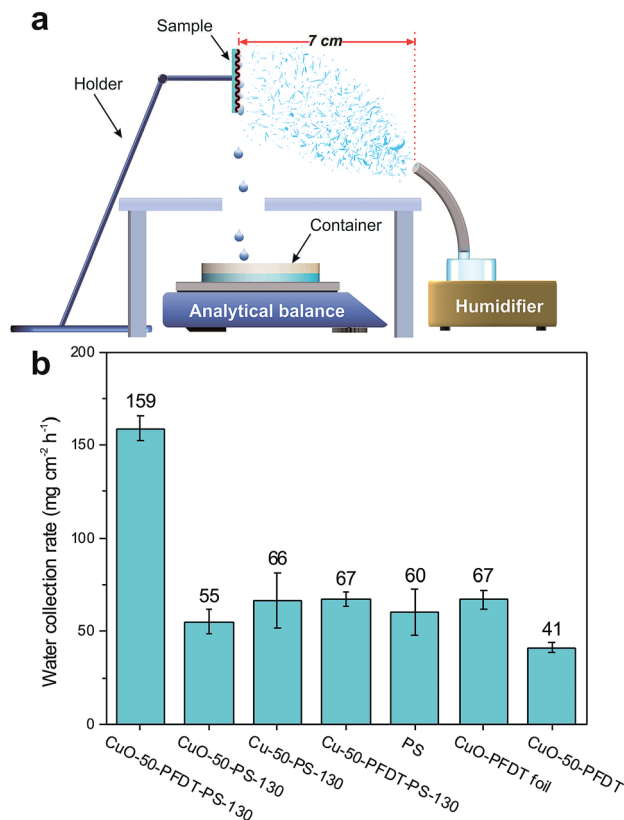 a
Sample
7 cm
Holder
Container
Analytical balance
Humidifier
b
Water collection rate (mg cm⁻² h⁻¹)
200
150
100
50
0
159
55
66
67
60
67
41
CuO-50-PFDT-PS-130
CuO-50-PS-130
Cu-50-PS-130
Cu-50-PFDT-PS-130
PS
CuO-PFDT foil
CuO-50-PFDT